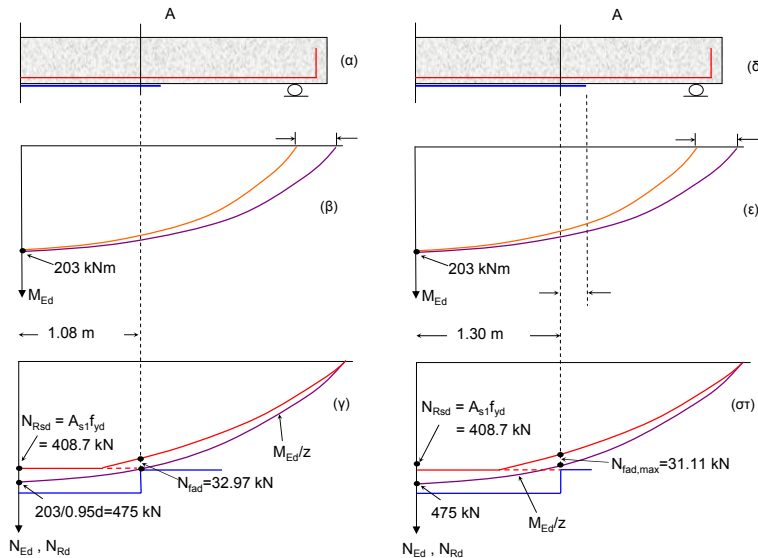 A
(α)
(β)
203 kNm
M_Ed
1.08 m
(γ)
N_Rsd = A_s1f_yd
= 408.7 kN
M_Ed/z
N_fad=32.97 kN
203/0.95d=475 kN
N_Ed , N_Rd
A
(δ
(ε)
203 kNm
M_Ed
1.30 m
(στ)
N_Rsd = A_s1f_yd
= 408.7 kN
N_fad,max=31.11 kN
475 kN
M_Ed/z
N_Ed , N_Rd